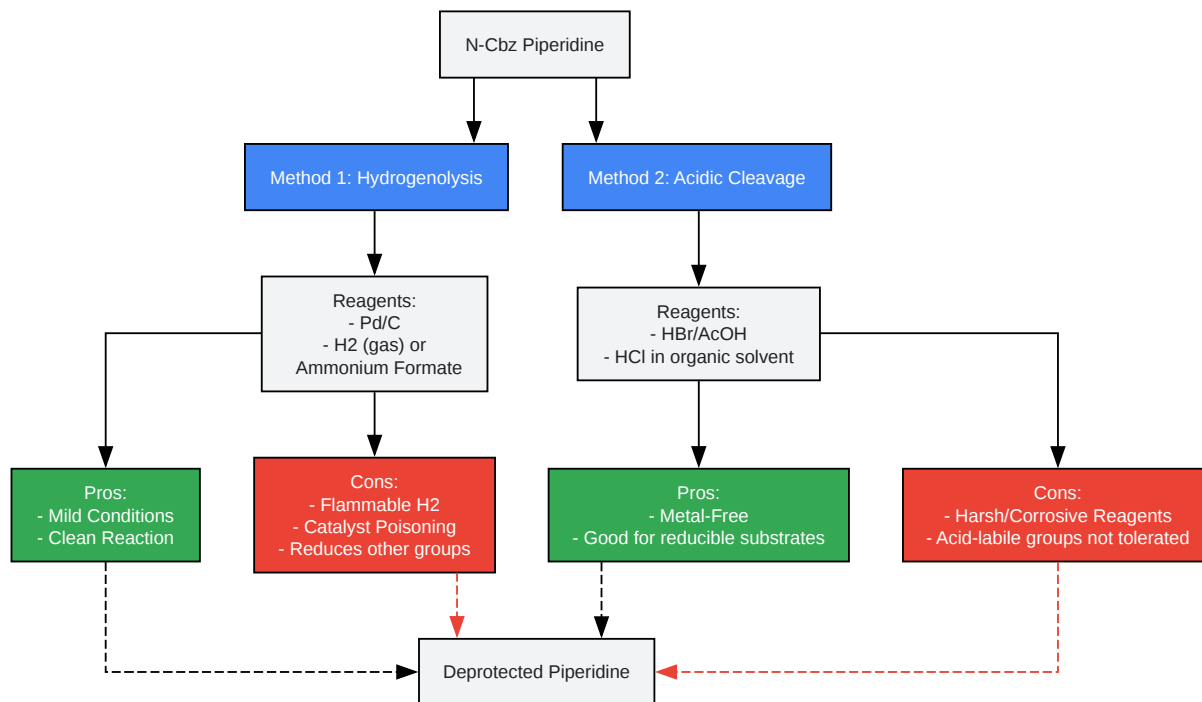 N-Cbz Piperidine
Method 1: Hydrogenolysis
Method 2: Acidic Cleavage
Reagents:
- Pd/C
- H2 (gas) or
Ammonium Formate
Reagents:
- HBr/AcOH
- HCl in organic solvent
Pros:
- Mild Conditions
- Clean Reaction
Cons:
- Flammable H2
- Catalyst Poisoning
- Reduces other groups
Pros:
- Metal-Free
- Good for reducible substrates
Cons:
- Harsh/Corrosive Reagents
- Acid-labile groups not tolerated
Deprotected Piperidine